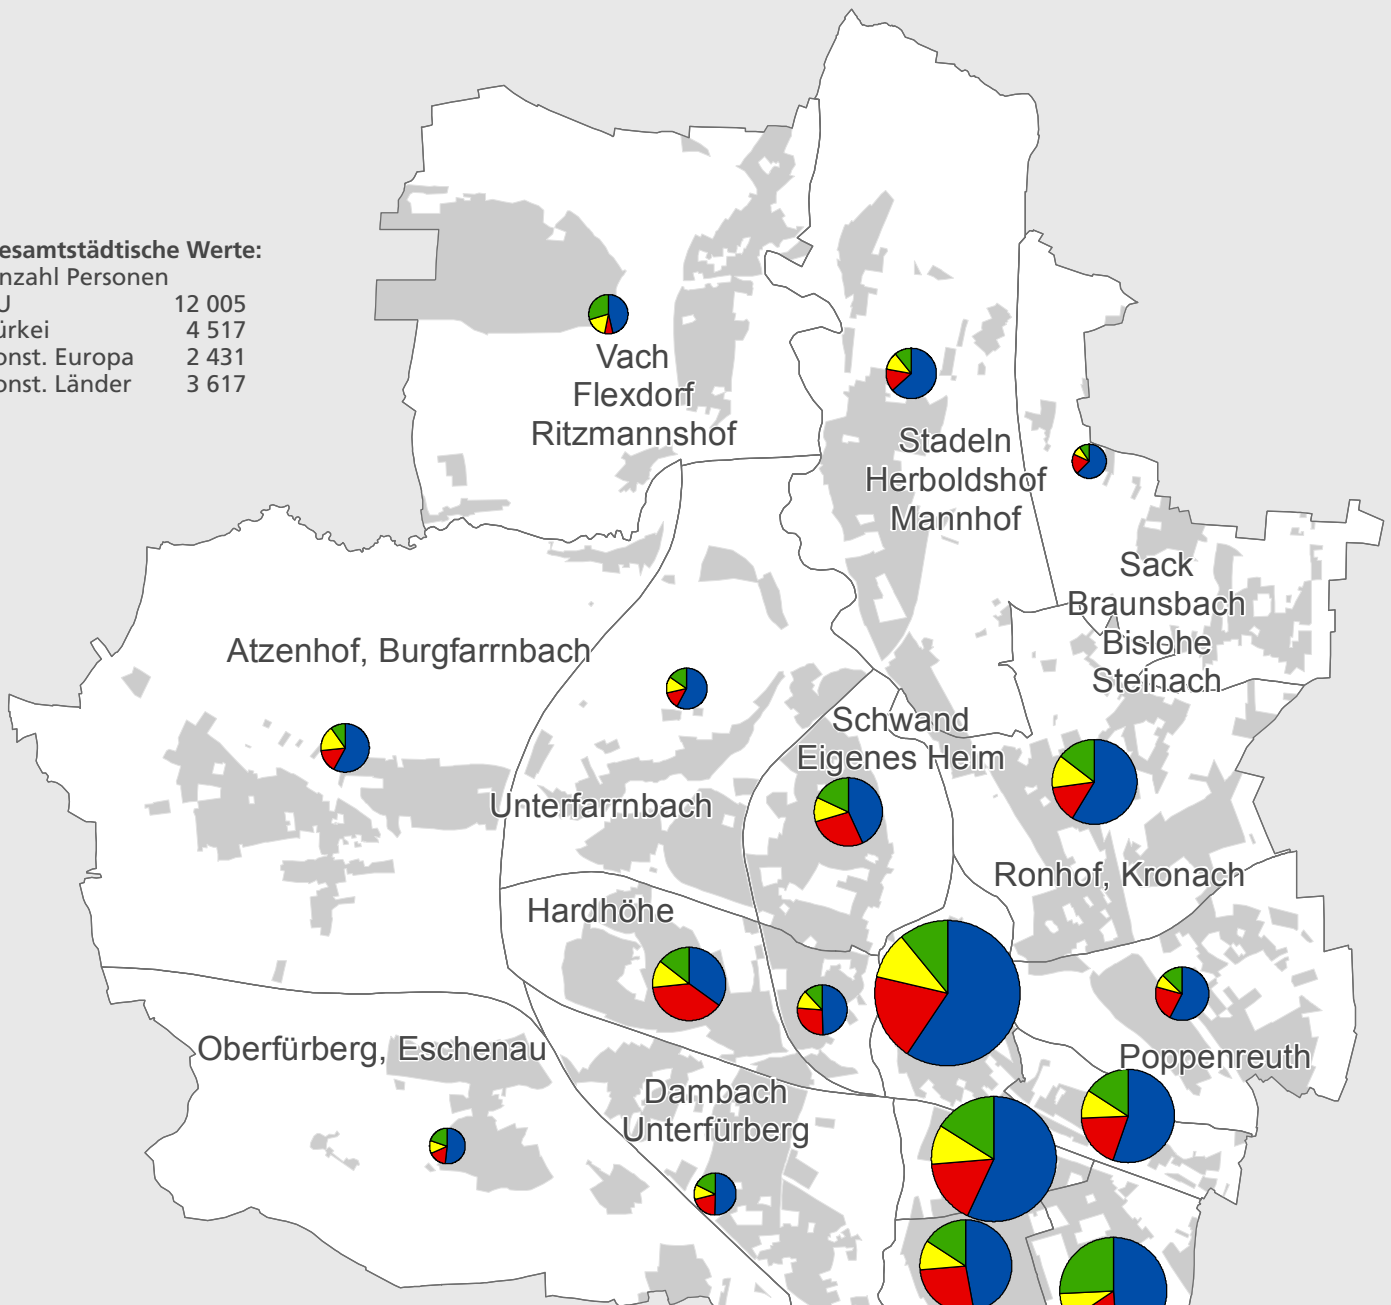 esamtstädtische Werte:
nzahl Personen
U 12 005
ürkei 4 517
onst. Europa 2 431
onst. Länder 3 617
Vach
Flexdorf
Ritzmannshof
Stadeln
Herboldshof
Mannhof
Sack
Braunsbach
Bislohe
Steinach
Atzenhof, Burgfarrnbach
Schwand
Eigenes Heim
Unterfarrnbach
Ronhof, Kronach
Hardhöhe
Oberfürberg, Eschenau
Poppenreuth
Dambach
Unterfürberg